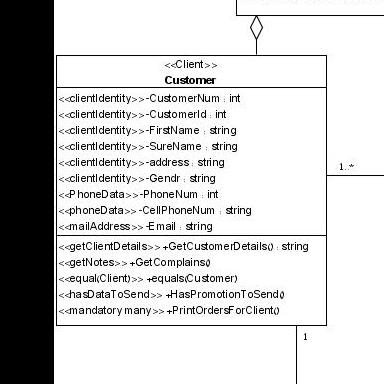 <<Client>>
Customer
<<clientIdentity>>-CustomerNum : int
<<clientIdentity>>-CustomerId : int
<<clientIdentity>>-FirstName : string
<<clientIdentity>>-SureName : string
<<clientIdentity>>-address : string
<<clientIdentity>>-Gendr : string
<<PhoneData>>-PhoneNum : int
<<phoneData>>-CellPhoneNum : string
<<mailAddress>>-Email : string
<<getClientDetails>>+GetCustomerDetails() : string
<<getNotes>>+GetComplains()
<<equal(Client)>>+equals(Customer)
<<hasDataToSend>>+HasPromotionToSend()
<<mandatory many>>+PrintOrdersForClient()
1..*
1